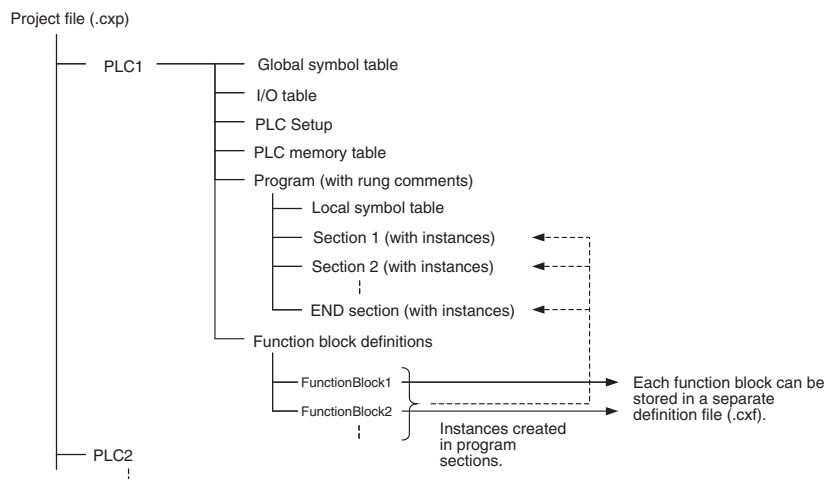 Project file (.cxp)
PLC1
Global symbol table
I/O table
PLC Setup
PLC memory table
Program (with rung comments)
Local symbol table
Section 1 (with instances)
Section 2 (with instances)
END section (with instances)
Function block definitions
FunctionBlock1
FunctionBlock2
Each function block can be
stored in a separate
definition file (.cxf).
Instances created
in program
sections.
PLC2